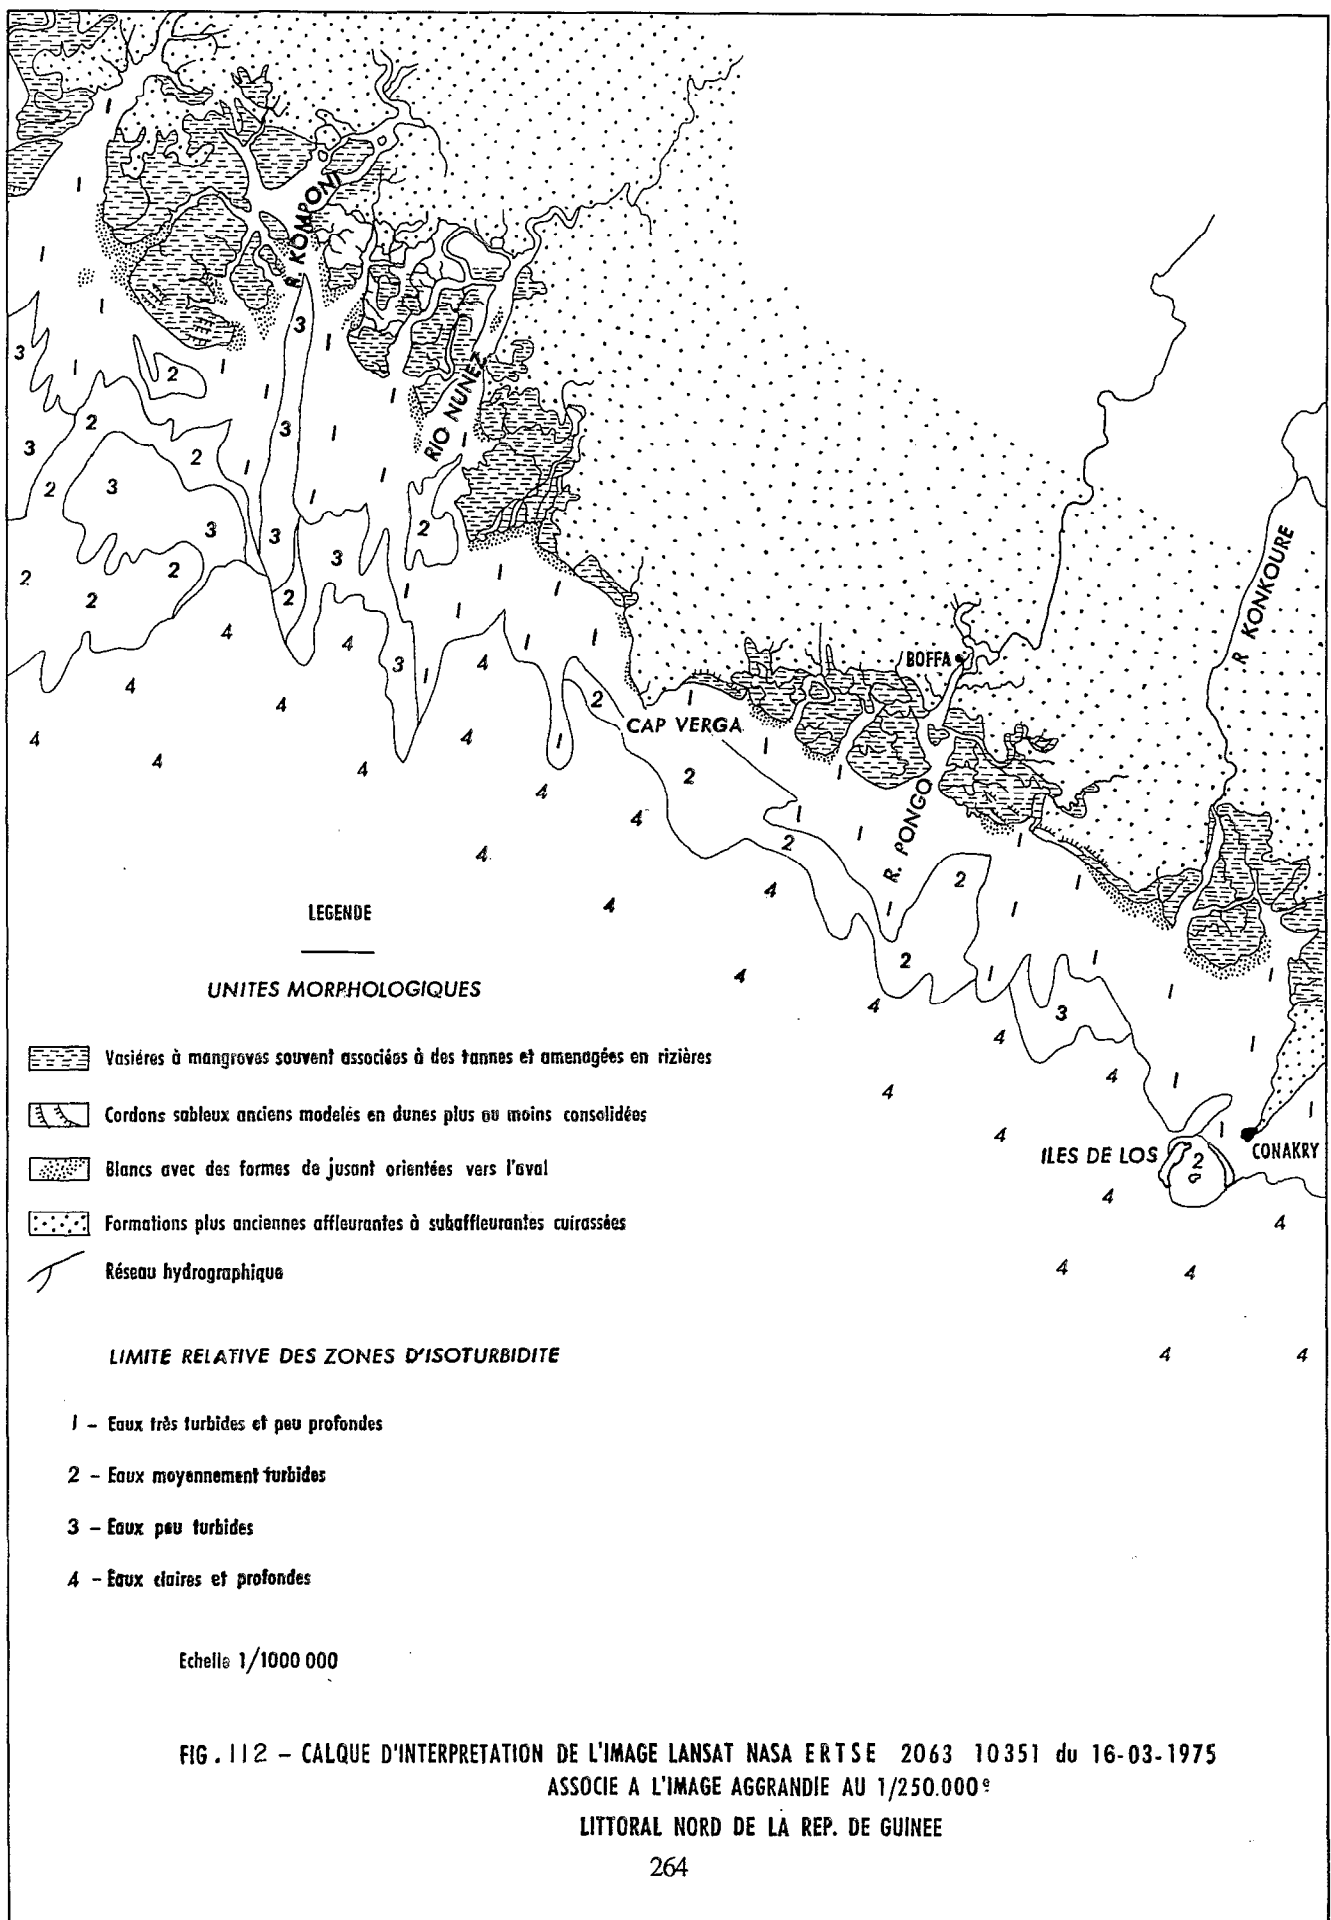 R. KOMPONI
RIO NUNEZ
BOFFA
R KONKOURE
CAP VERGA
R. PONGO
ILES DE LOS
CONAKRY
LEGENDE
UNITES MORPHOLOGIQUES
Vasiéres à mangroves souvent associées à des tannes et amenagées en rizières
Cordons sableux anciens modelés en dunes plus ou moins consolidées
Blancs avec des formes de jusant orientées vers l'aval
Formations plus anciennes affleurantes à subaffleurantes cuirassées
Réseau hydrographique
LIMITE RELATIVE DES ZONES D'ISOTURBIDITE
1 - Eaux très turbides et peu profondes
2 - Eaux moyennement turbides
3 - Eaux peu turbides
4 - Eaux claires et profondes
Echelle 1/1000 000
FIG. 112 - CALQUE D'INTERPRETATION DE L'IMAGE LANSAT NASA ERTSE 2063 10351 du 16-03-1975
ASSOCIE A L'IMAGE AGGRANDIE AU 1/250.000e
LITTORAL NORD DE LA REP. DE GUINEE
264